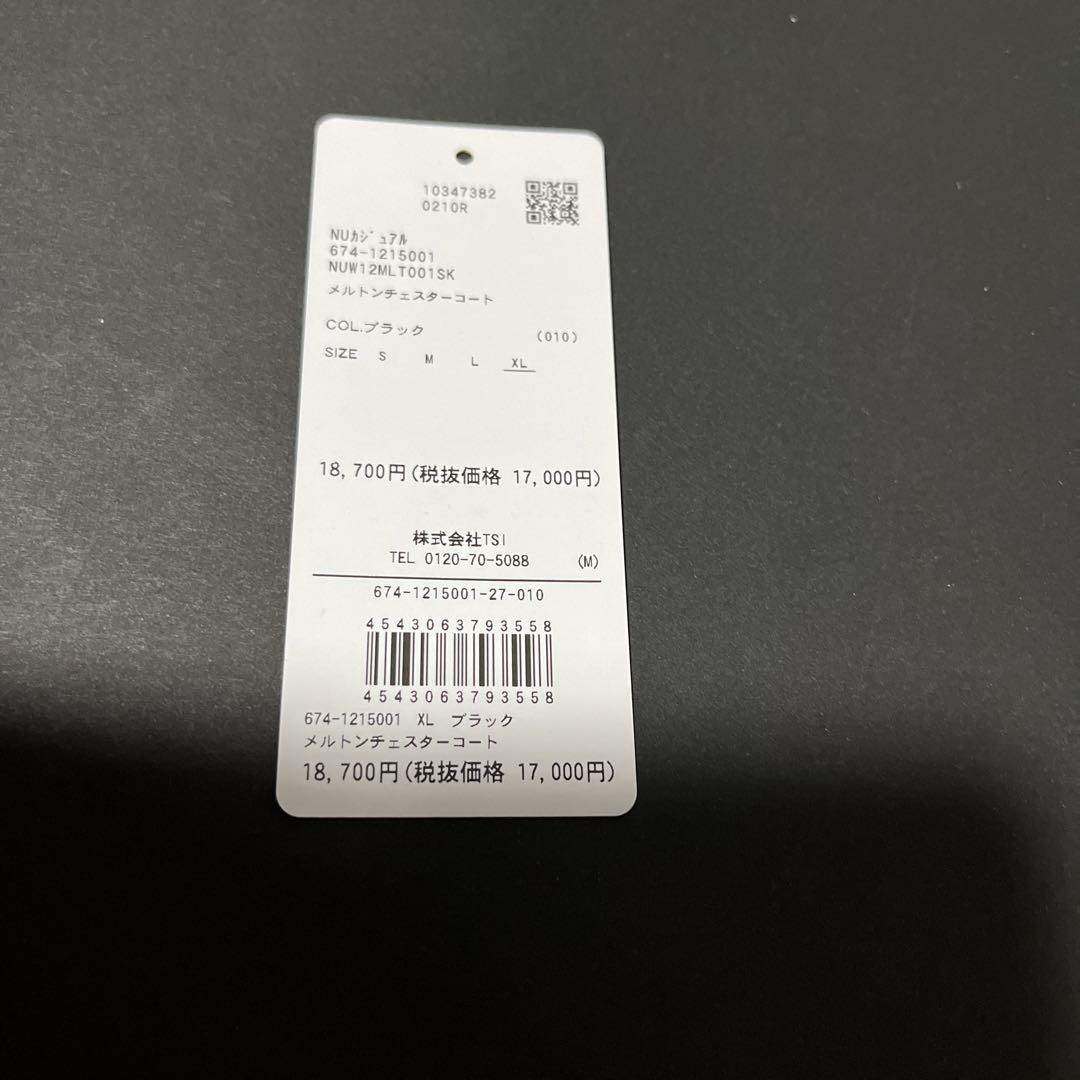 10347382
0210R
NUｶｼﾞｭｱﾙ
674-1215001
NUW12MLT001SK
メルトンチェスターコート
COL.ブラック (010)
SIZE S M L XL
18,700円(税抜価格 17,000円)
株式会社TSI
TEL 0120-70-5088 (M)
674-1215001-27-010
4543063793558
4543063793558
674-1215001 XL ブラック
メルトンチェスターコート
18,700円(税抜価格 17,000円)